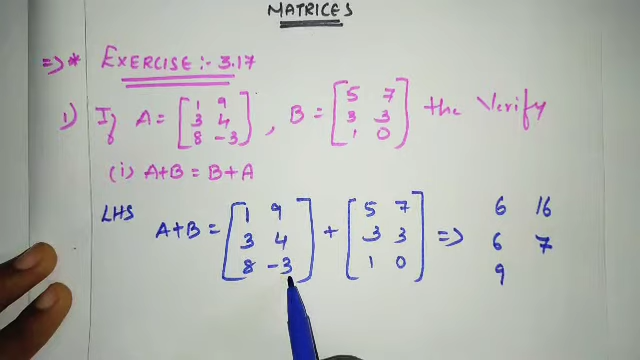 MATRICES
=> * EXERCISE :- 3.17
1) If A = [1 9 , B = [5 7 the Verify
3 4 3 3
8 -3] 1 0]
(i) A+B = B+A
LHS A+B = [1 9 + [5 7 => 6 16
3 4 3 3 6 7
8 -3] 1 0] 9